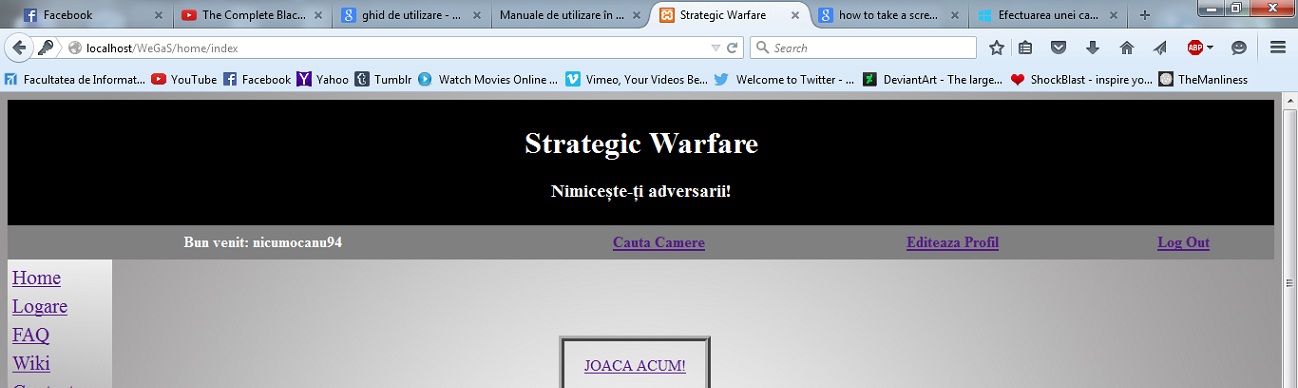 Facebook The Complete Blac... ghid de utilizare - ... Manuale de utilizare în ... Strategic Warfare how to take a scre... Efectuarea unei ca...
localhost/WeGaS/home/index Search
Facultatea de Informat... YouTube Facebook Yahoo Tumblr Watch Movies Online ... Vimeo, Your Videos Be... Welcome to Twitter - ... DeviantArt - The large... ShockBlast - inspire yo... TheManliness
Strategic Warfare
Nimicește-ți adversarii!
Bun venit: nicumocanu94 Cauta Camere Editeaza Profil Log Out
Home
Logare
FAQ
Wiki
JOACA ACUM!